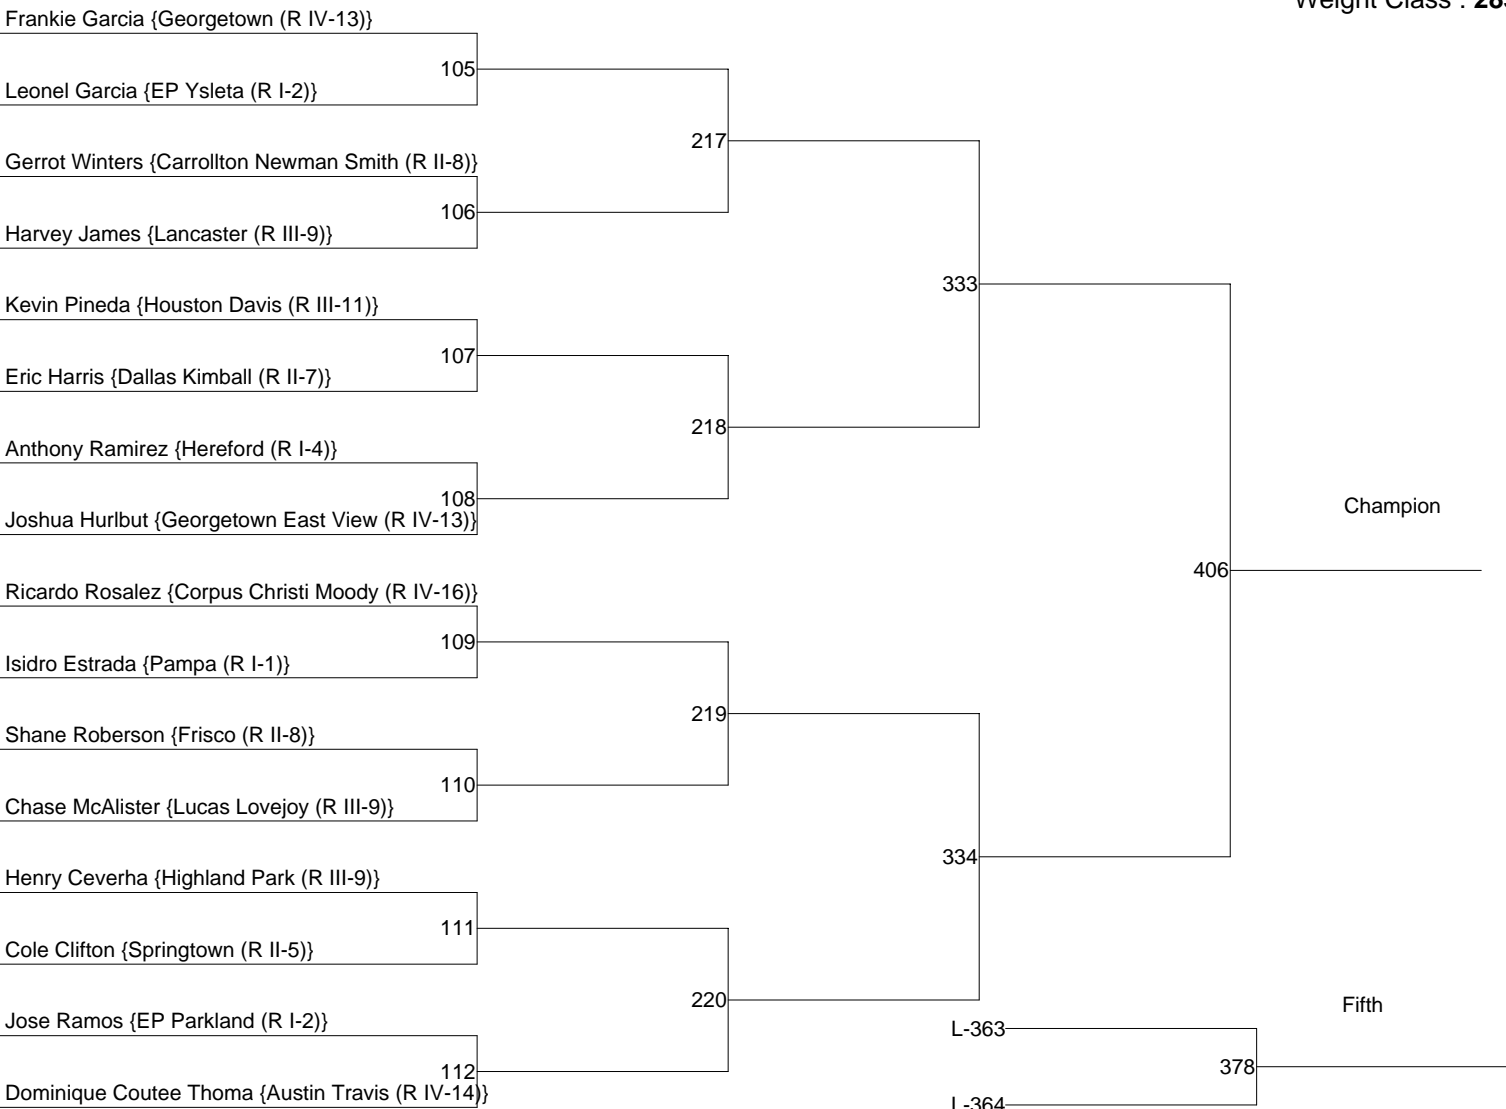 Weight Class :
Frankie Garcia {Georgetown (R IV-13)}
105
Leonel Garcia {EP Ysleta (R I-2)}
217
Gerrot Winters {Carrollton Newman Smith (R II-8)}
106
Harvey James {Lancaster (R III-9)}
333
Kevin Pineda {Houston Davis (R III-11)}
107
Eric Harris {Dallas Kimball (R II-7)}
218
Anthony Ramirez {Hereford (R I-4)}
108
Joshua Hurlbut {Georgetown East View (R IV-13)}
Champion
406
Ricardo Rosalez {Corpus Christi Moody (R IV-16)}
109
Isidro Estrada {Pampa (R I-1)}
219
Shane Roberson {Frisco (R II-8)}
110
Chase McAlister {Lucas Lovejoy (R III-9)}
334
Henry Ceverha {Highland Park (R III-9)}
111
Cole Clifton {Springtown (R II-5)}
220
Fifth
Jose Ramos {EP Parkland (R I-2)}
L-363
112
378
Dominique Coutee Thoma {Austin Travis (R IV-14)}
L-364